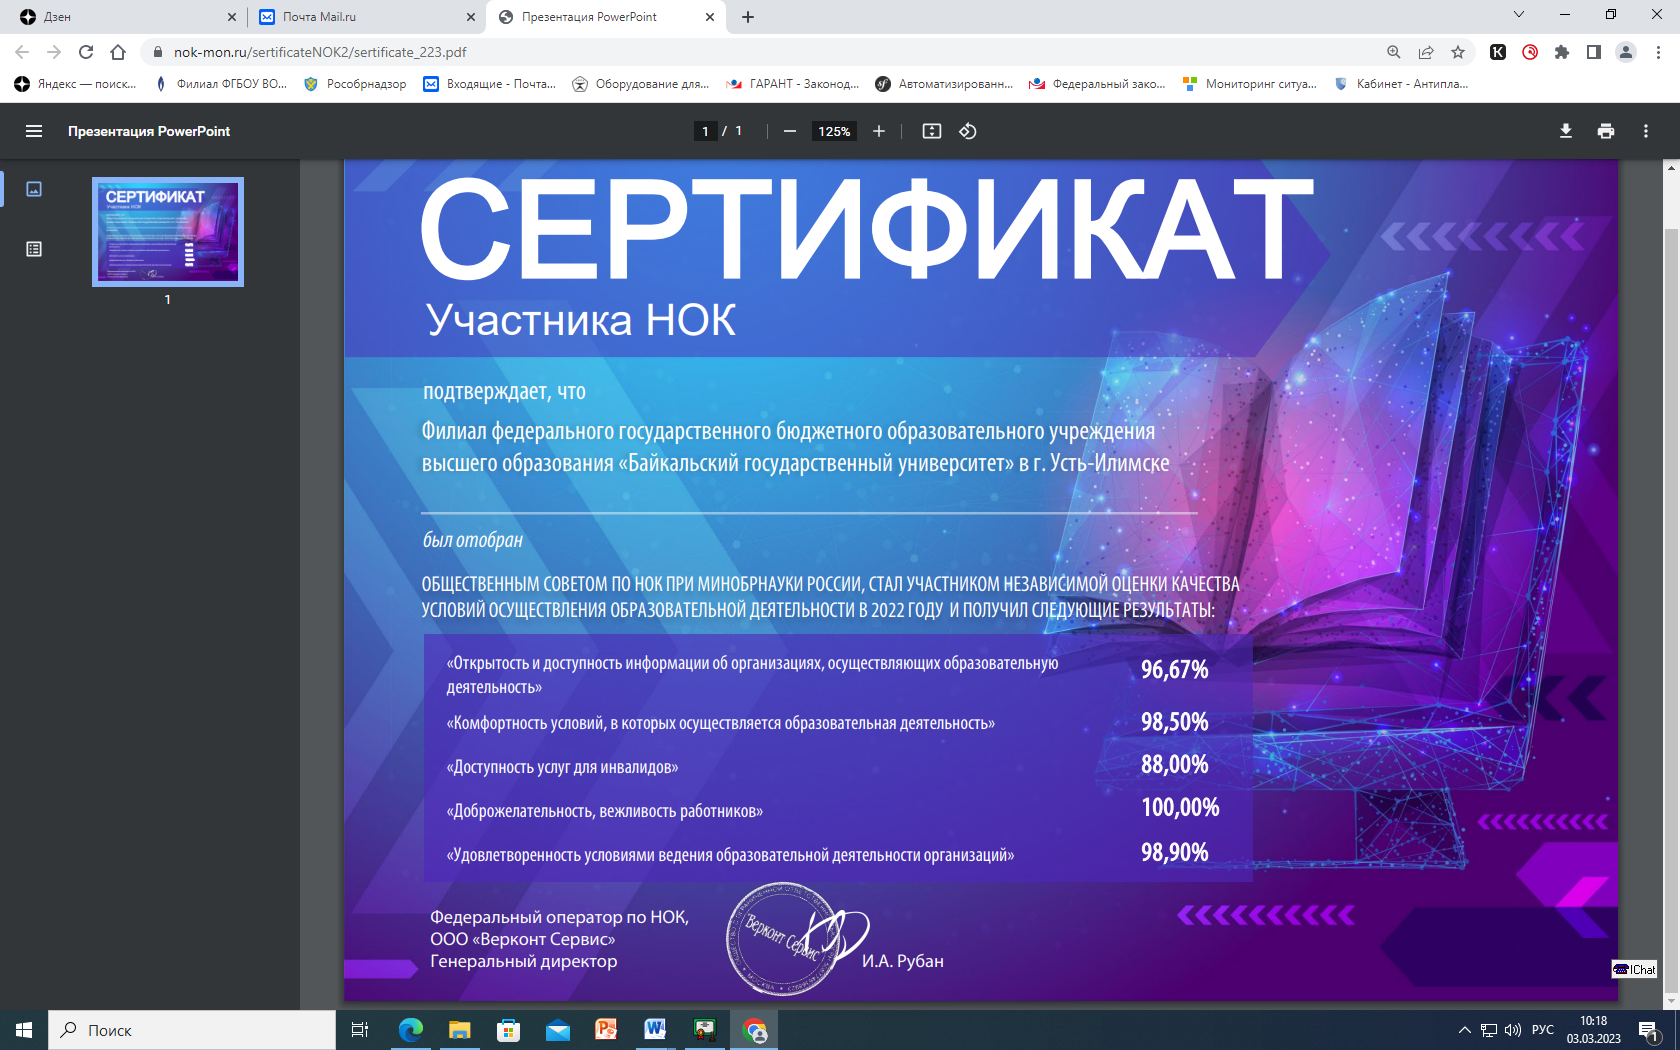 Дзен
Почта Mail.ru
Презентация PowerPoint
nok-mon.ru/sertificateNOK2/sertificate_223.pdf
Яндекс — поиск...
Филиал ФГБОУ ВО...
Рособрнадзор
Входящие - Почта...
Оборудование для...
ГАРАНТ - Законод...
Автоматизированн...
Федеральный зако...
Мониторинг ситуа...
Кабинет - Антипла...
Презентация PowerPoint
1 / 1
125%
СЕРТИФИКАТ
Участника НОК
1
СЕРТИФИКАТ
Участника НОК
подтверждает, что
Филиал федерального государственного бюджетного образовательного учреждения
высшего образования «Байкальский государственный университет» в г. Усть-Илимске
был отобран
ОБЩЕСТВЕННЫМ СОВЕТОМ ПО НОК ПРИ МИНОБРНАУКИ РОССИИ, СТАЛ УЧАСТНИКОМ НЕЗАВИСИМОЙ ОЦЕНКИ КАЧЕСТВА
УСЛОВИЙ ОСУЩЕСТВЛЕНИЯ ОБРАЗОВАТЕЛЬНОЙ ДЕЯТЕЛЬНОСТИ В 2022 ГОДУ И ПОЛУЧИЛ СЛЕДУЮЩИЕ РЕЗУЛЬТАТЫ:
«Открытость и доступность информации об организациях, осуществляющих образовательную
деятельность»
96,67%
«Комфортность условий, в которых осуществляется образовательная деятельность»
98,50%
«Доступность услуг для инвалидов»
88,00%
«Доброжелательность, вежливость работников»
100,00%
«Удовлетворенность условиями ведения образовательной деятельности организаций»
98,90%
Федеральный оператор по НОК,
ООО «Верконт Сервис»
Генеральный директор
"Верконт Сервис"
МОСКВА
И.А. Рубан
IChat
Поиск
РУС
10:18
03.03.2023
1